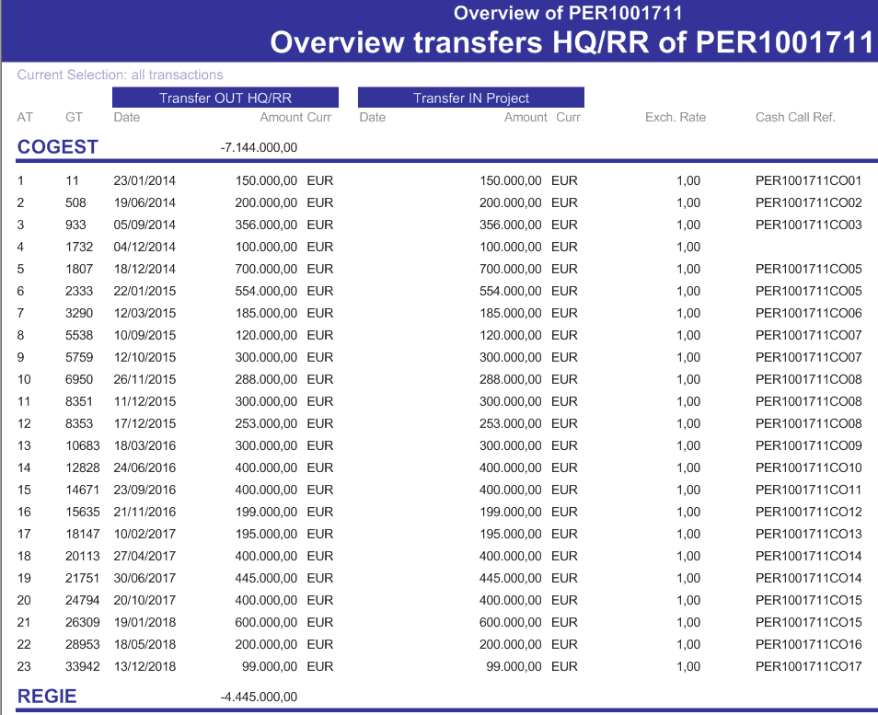 Overview of PER1001711
Overview transfers HQ/RR of PER1001711
Current Selection: all transactions
Transfer OUT HQ/RR Transfer IN Project
AT GT Date Amount Curr Date Amount Curr Exch. Rate Cash Call Ref.
COGEST -7.144.000,00
1 11 23/01/2014 150.000,00 EUR 150.000,00 EUR 1,00 PER1001711CO01
2 508 19/06/2014 200.000,00 EUR 200.000,00 EUR 1,00 PER1001711CO02
3 933 05/09/2014 356.000,00 EUR 356.000,00 EUR 1,00 PER1001711CO03
4 1732 04/12/2014 100.000,00 EUR 100.000,00 EUR 1,00
5 1807 18/12/2014 700.000,00 EUR 700.000,00 EUR 1,00 PER1001711CO05
6 2333 22/01/2015 554.000,00 EUR 554.000,00 EUR 1,00 PER1001711CO05
7 3290 12/03/2015 185.000,00 EUR 185.000,00 EUR 1,00 PER1001711CO06
8 5538 10/09/2015 120.000,00 EUR 120.000,00 EUR 1,00 PER1001711CO07
9 5759 12/10/2015 300.000,00 EUR 300.000,00 EUR 1,00 PER1001711CO07
10 6950 26/11/2015 288.000,00 EUR 288.000,00 EUR 1,00 PER1001711CO08
11 8351 11/12/2015 300.000,00 EUR 300.000,00 EUR 1,00 PER1001711CO08
12 8353 17/12/2015 253.000,00 EUR 253.000,00 EUR 1,00 PER1001711CO08
13 10683 18/03/2016 300.000,00 EUR 300.000,00 EUR 1,00 PER1001711CO09
14 12828 24/06/2016 400.000,00 EUR 400.000,00 EUR 1,00 PER1001711CO10
15 14671 23/09/2016 400.000,00 EUR 400.000,00 EUR 1,00 PER1001711CO11
16 15635 21/11/2016 199.000,00 EUR 199.000,00 EUR 1,00 PER1001711CO12
17 18147 10/02/2017 195.000,00 EUR 195.000,00 EUR 1,00 PER1001711CO13
18 20113 27/04/2017 400.000,00 EUR 400.000,00 EUR 1,00 PER1001711CO14
19 21751 30/06/2017 445.000,00 EUR 445.000,00 EUR 1,00 PER1001711CO14
20 24794 20/10/2017 400.000,00 EUR 400.000,00 EUR 1,00 PER1001711CO15
21 26309 19/01/2018 600.000,00 EUR 600.000,00 EUR 1,00 PER1001711CO15
22 28953 18/05/2018 200.000,00 EUR 200.000,00 EUR 1,00 PER1001711CO16
23 33942 13/12/2018 99.000,00 EUR 99.000,00 EUR 1,00 PER1001711CO17
REGIE -4.445.000,00